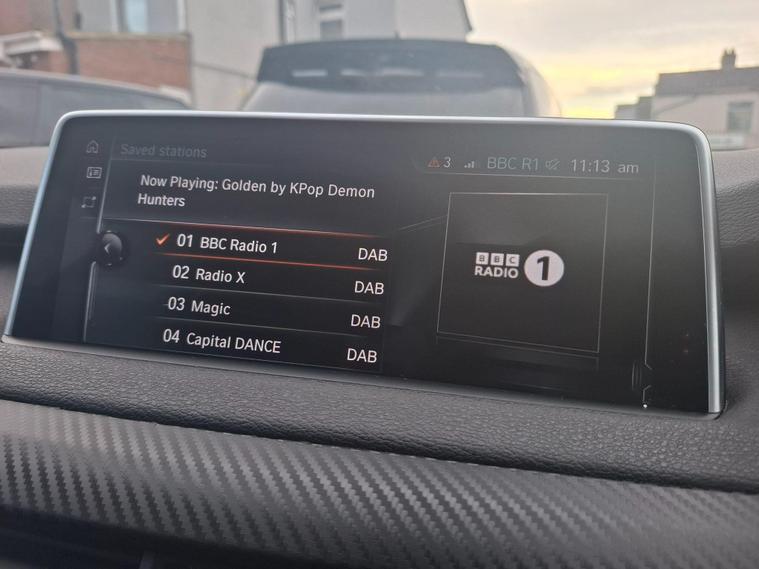 Saved stations
3 BBC R1 11:13 am
Now Playing: Golden by KPop Demon
Hunters
01 BBC Radio 1 DAB
02 Radio X DAB
03 Magic DAB
04 Capital DANCE DAB
BBC
RADIO 1